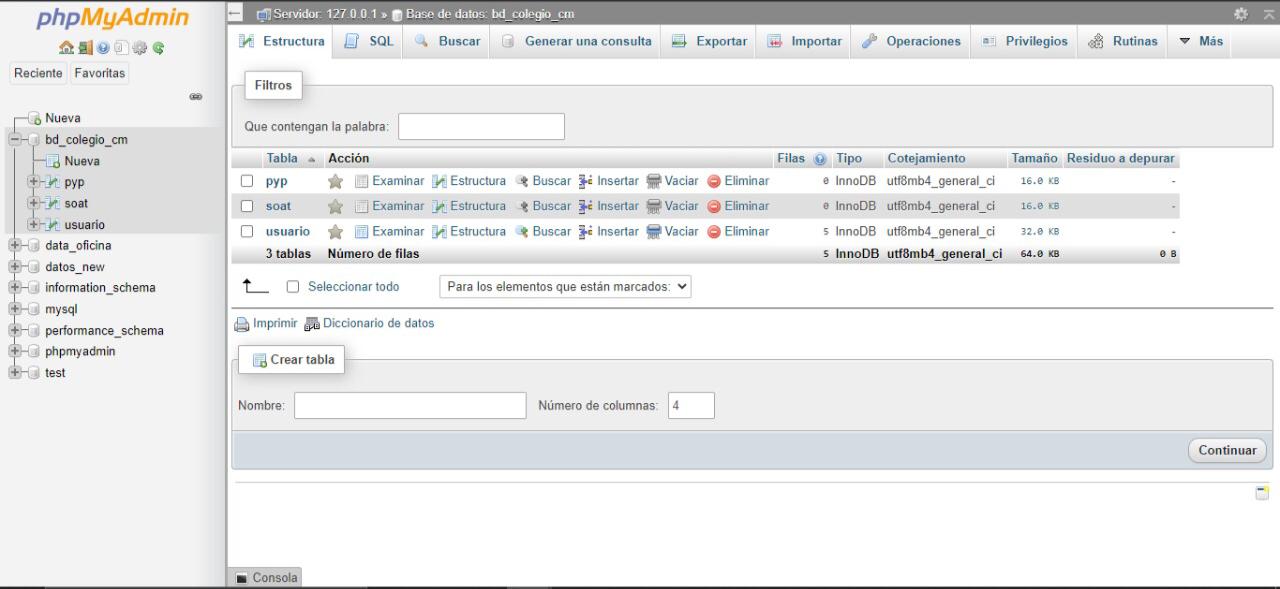 phpMyAdmin
Reciente Favoritas
Nueva
bd_colegio_cm
Nueva
pyp
soat
usuario
data_oficina
datos_new
information_schema
mysql
performance_schema
phpmyadmin
test
Servidor: 127.0.0.1 » Base de datos: bd_colegio_cm
Estructura SQL Buscar Generar una consulta Exportar Importar Operaciones Privilegios Rutinas Más
Filtros
Que contengan la palabra:
Tabla Acción Filas Tipo Cotejamiento Tamaño Residuo a depurar
pyp Examinar Estructura Buscar Insertar Vaciar Eliminar 0 InnoDB utf8mb4_general_ci 16.0 KB -
soat Examinar Estructura Buscar Insertar Vaciar Eliminar 0 InnoDB utf8mb4_general_ci 16.0 KB -
usuario Examinar Estructura Buscar Insertar Vaciar Eliminar 5 InnoDB utf8mb4_general_ci 32.0 KB -
3 tablas Número de filas 5 InnoDB utf8mb4_general_ci 64.0 KB 0 B
Seleccionar todo Para los elementos que están marcados:
Imprimir Diccionario de datos
Crear tabla
Nombre: Número de columnas: 4
Continuar
Consola